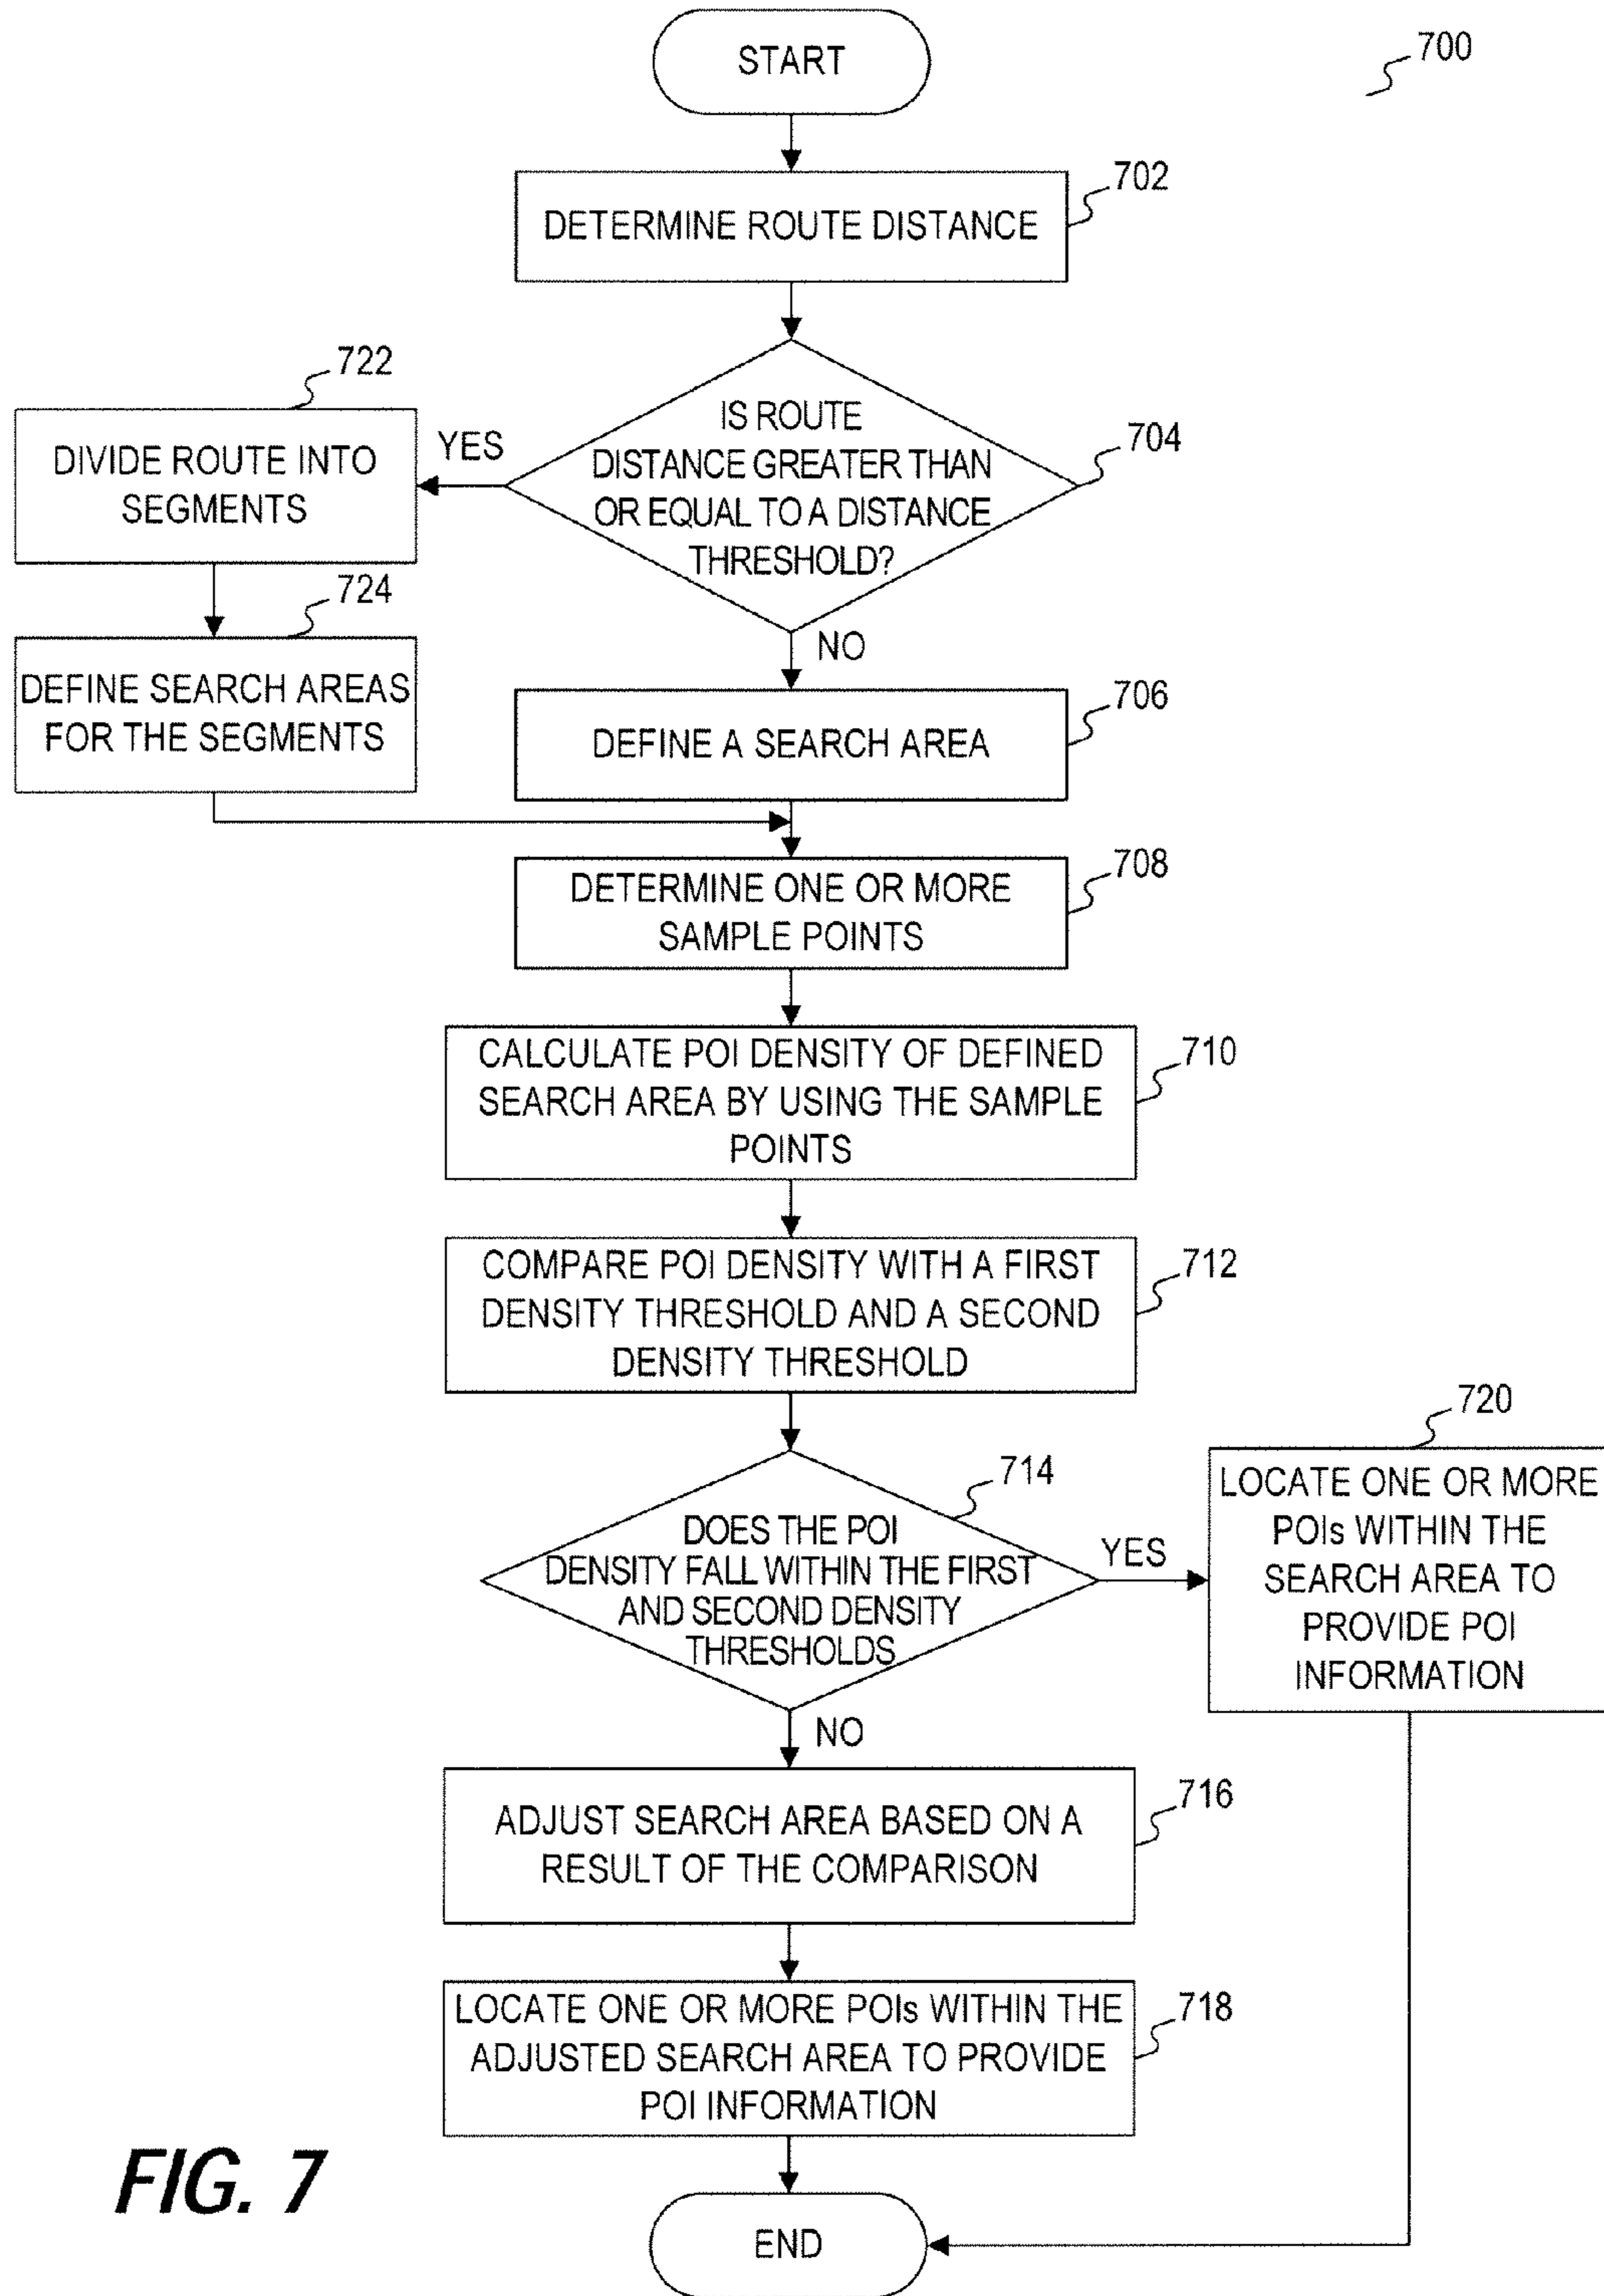 START
700
702
DETERMINE ROUTE DISTANCE
722
DIVIDE ROUTE INTO
SEGMENTS
YES
IS ROUTE
DISTANCE GREATER THAN
OR EQUAL TO A DISTANCE
THRESHOLD?
704
724
DEFINE SEARCH AREAS
FOR THE SEGMENTS
NO
706
DEFINE A SEARCH AREA
708
DETERMINE ONE OR MORE
SAMPLE POINTS
CALCULATE POI DENSITY OF DEFINED
SEARCH AREA BY USING THE SAMPLE
POINTS
710
COMPARE POI DENSITY WITH A FIRST
DENSITY THRESHOLD AND A SECOND
DENSITY THRESHOLD
712
714
DOES THE POI
DENSITY FALL WITHIN THE FIRST
AND SECOND DENSITY
THRESHOLDS
YES
720
LOCATE ONE OR MORE
POIs WITHIN THE
SEARCH AREA TO
PROVIDE POI
INFORMATION
NO
ADJUST SEARCH AREA BASED ON A
RESULT OF THE COMPARISON
716
LOCATE ONE OR MORE POIs WITHIN THE
ADJUSTED SEARCH AREA TO PROVIDE
POI INFORMATION
718
FIG. 7
END